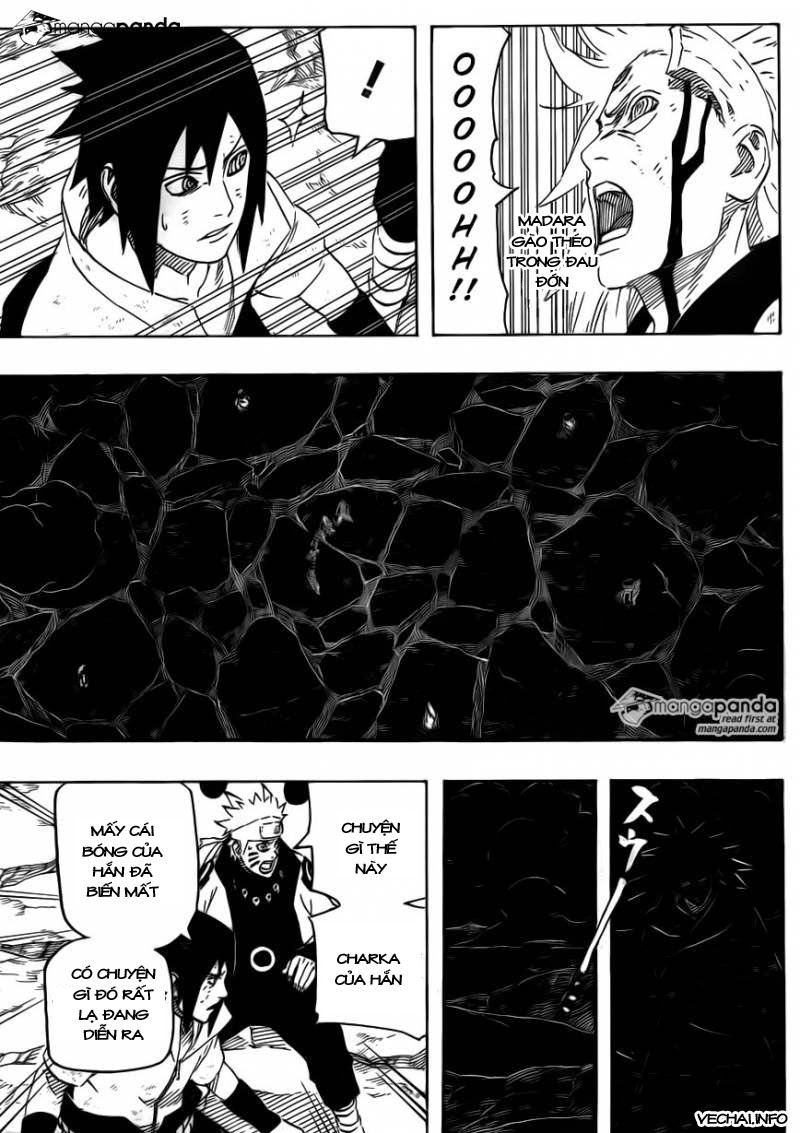 mangapanda
!
OOOOOHH!!
MADARA
GÀO THÉO
TRONG ĐAU
ĐỚN
mangapanda
read first at
mangapanda.com
MẤY CÁI
BÓNG CỦA
HẮN ĐÃ
BIẾN MẤT
CHUYỆN
GÌ THẾ
NÀY
CHARKA
CỦA HẮN
CÓ CHUYỆN
GÌ ĐÓ RẤT
LẠ ĐANG
DIỄN RA
スウー
VECHAI.INFO